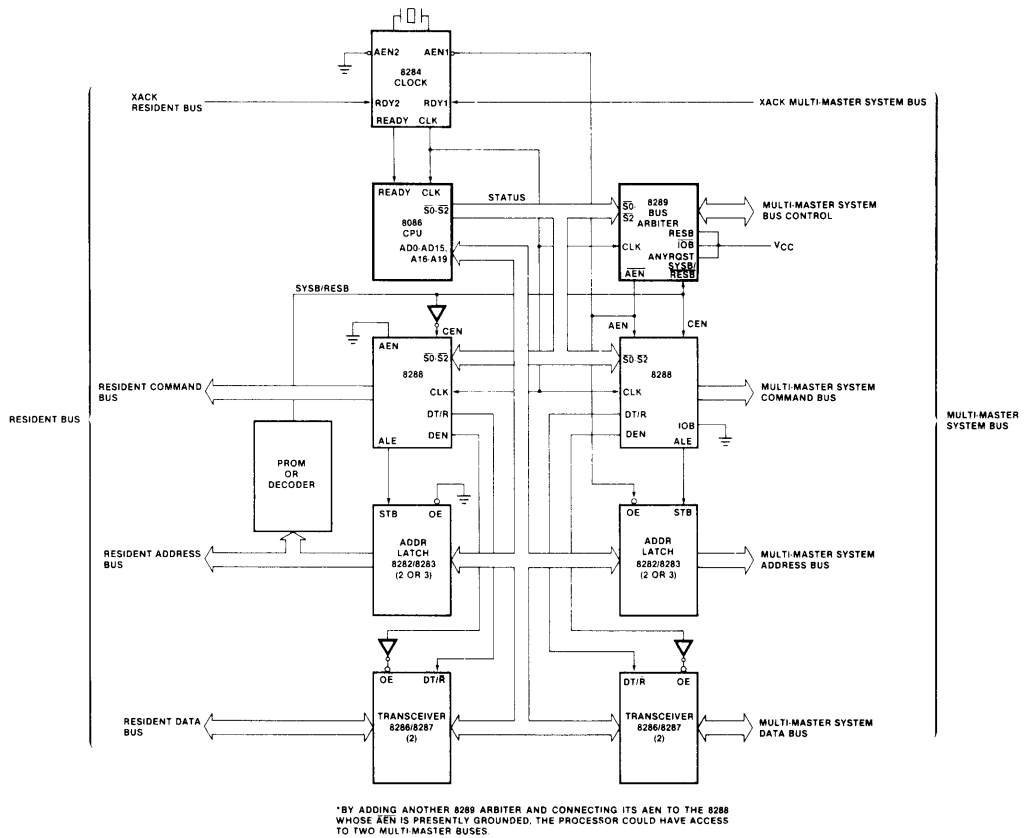 AEN2 AEN1
8284
CLOCK
XACK
RESIDENT BUS
RDY2 RDY1
XACK MULTI-MASTER SYSTEM BUS
READY CLK
READY CLK
STATUS
S0-S2
8086
CPU
AD0-AD15,
A16-A19
S0-
S2
8289
BUS
ARBITER
MULTI-MASTER SYSTEM
BUS CONTROL
RESB
CLK
IOB
VCC
ANYRQST
SYSB/
RESB
AEN
SYSB/RESB
CEN
AEN
CEN
AEN
S0-S2
8288
CLK
DT/R
DEN
ALE
S0-S2
8288
CLK
DT/R
DEN
IOB
ALE
RESIDENT COMMAND
BUS
MULTI-MASTER SYSTEM
COMMAND BUS
RESIDENT BUS
MULTI-MASTER
SYSTEM BUS
PROM
OR
DECODER
STB OE
ADDR
LATCH
8282/8283
(2 OR 3)
OE STB
ADDR
LATCH
8282/8283
(2 OR 3)
RESIDENT ADDRESS
BUS
MULTI-MASTER SYSTEM
ADDRESS BUS
OE DT/R
TRANSCEIVER
8286/8287
(2)
DT/R OE
TRANSCEIVER
8286/8287
(2)
RESIDENT DATA
BUS
MULTI-MASTER SYSTEM
DATA BUS
*BY ADDING ANOTHER 8289 ARBITER AND CONNECTING ITS AEN TO THE 8288
WHOSE AEN IS PRESENTLY GROUNDED, THE PROCESSOR COULD HAVE ACCESS
TO TWO MULTI-MASTER BUSES.